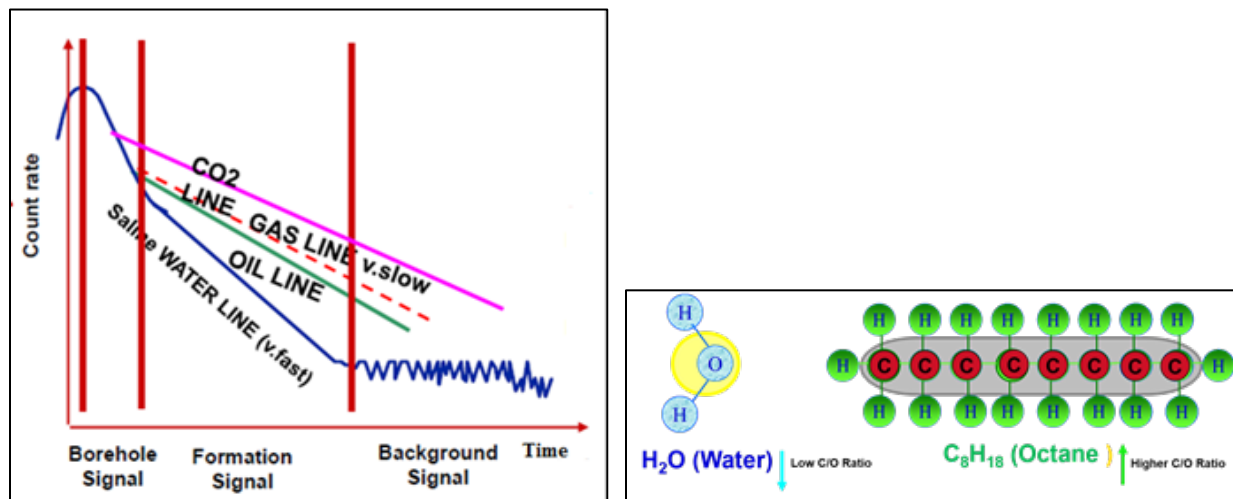 Count rate
CO2
LINE
GAS LINE v.slow
OIL LINE
Saline WATER LINE (v.fast)
Borehole
Signal
Formation
Signal
Background
Signal
Time
H
O
H
H₂O (Water)
Low C/O Ratio
H H H H H H H H
H C C C C C C C C H
H H H H H H H H
C₈H₁₈ (Octane )
Higher C/O Ratio